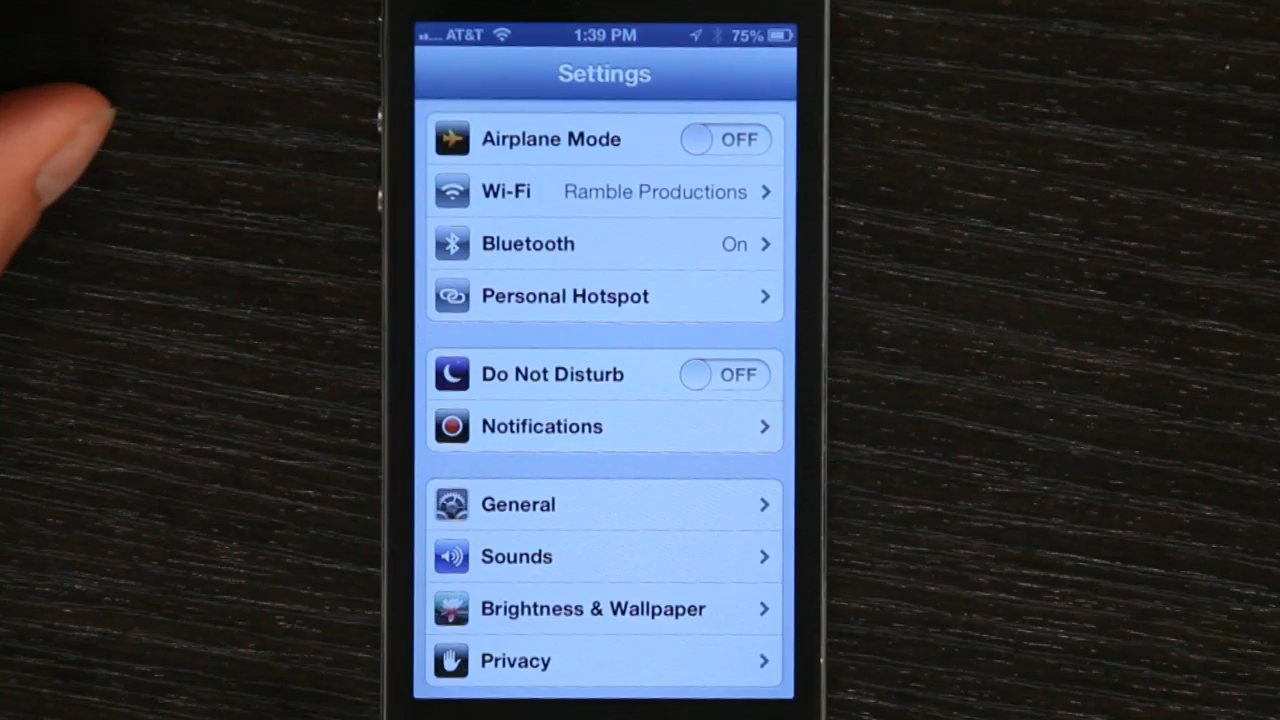 AT&T 1:39 PM 75%
Settings
Airplane Mode OFF
Wi-Fi Ramble Productions
Bluetooth On
Personal Hotspot
Do Not Disturb OFF
Notifications
General
Sounds
Brightness & Wallpaper
Privacy